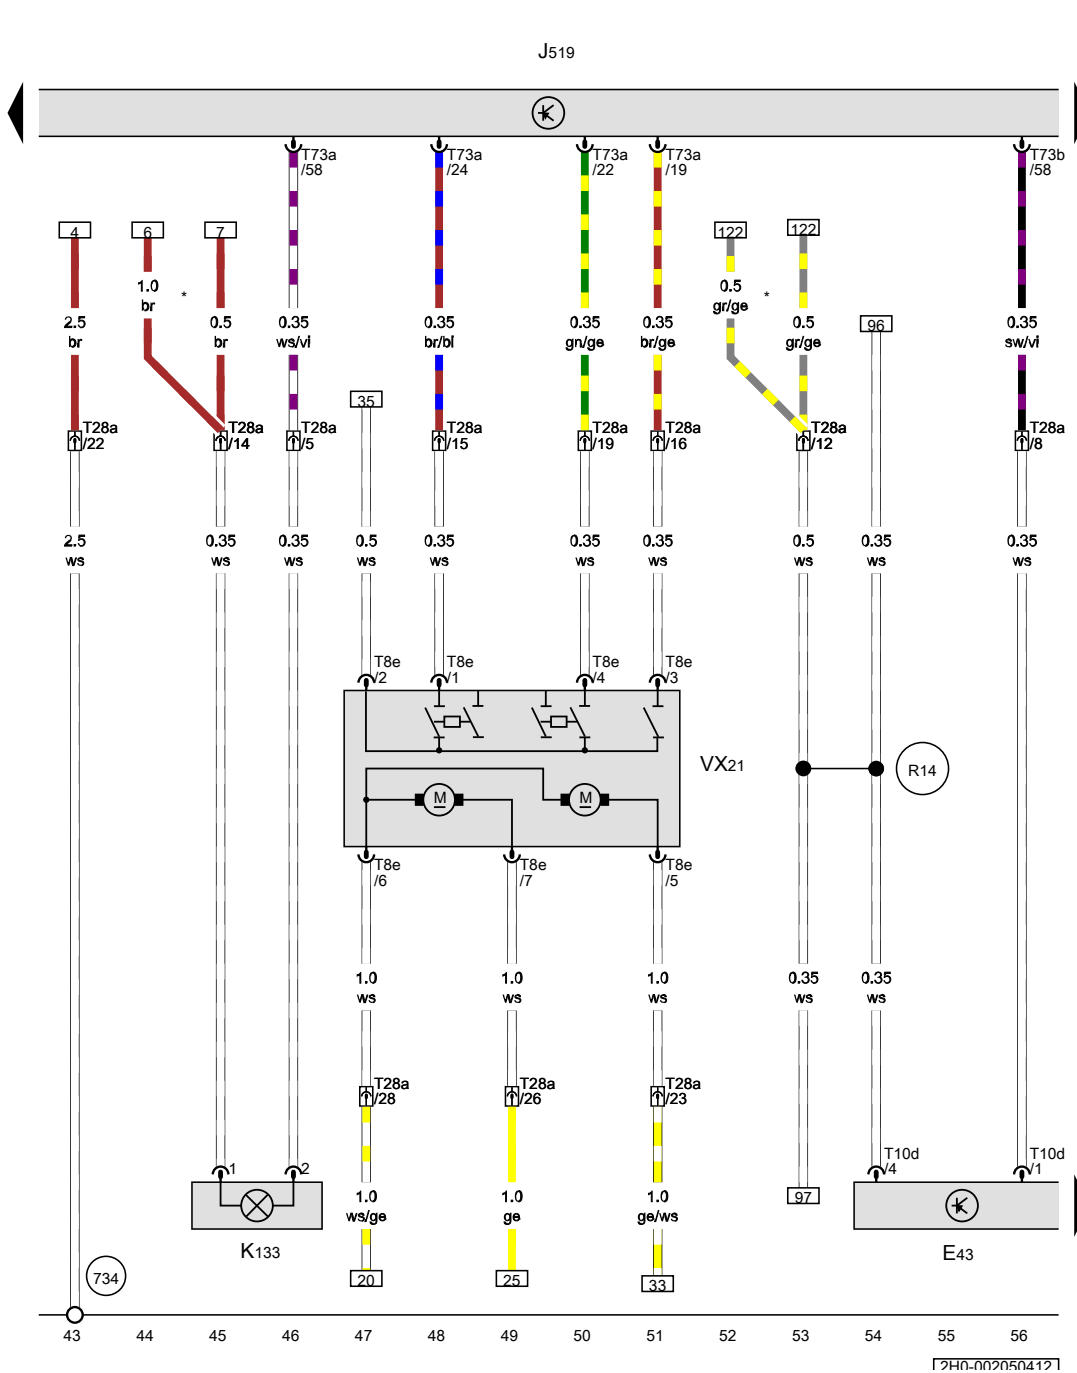 J519
T73a
/58
T73a
/24
T73a
/22
T73a
/19
T73b
/58
4
6
7
122
122
1.0
br
*
0.5
gr/ge
*
2.5
br
0.5
br
0.35
ws/vi
0.35
br/bl
0.35
gn/ge
0.35
br/ge
0.5
gr/ge
96
0.35
sw/vi
35
T28a
/22
T28a
/14
T28a
/5
T28a
/15
T28a
/19
T28a
/16
T28a
/12
T28a
/8
2.5
ws
0.35
ws
0.35
ws
0.5
ws
0.35
ws
0.35
ws
0.35
ws
0.5
ws
0.35
ws
0.35
ws
T8e
/2
T8e
/1
T8e
/4
T8e
/3
VX21
R14
M
M
T8e
/6
T8e
/7
T8e
/5
1.0
ws
1.0
ws
1.0
ws
0.35
ws
0.35
ws
T28a
/28
T28a
/26
T28a
/23
1
2
T10d
/4
T10d
/1
1.0
ws/ge
1.0
ge
1.0
ge/ws
97
K133
E43
734
20
25
33
43 44 45 46 47 48 49 50 51 52 53 54 55 56
2H0-002050412